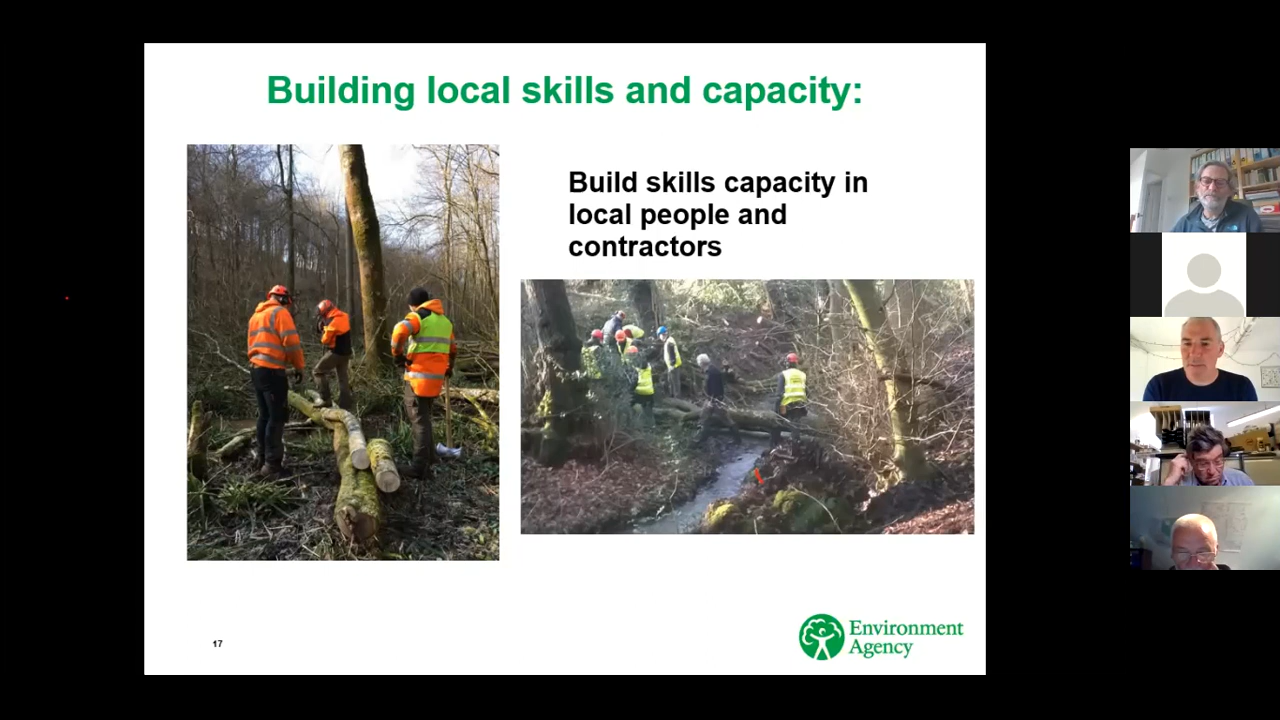 Building local skills and capacity:
Build skills capacity in
local people and
contractors
17
Environment
Agency